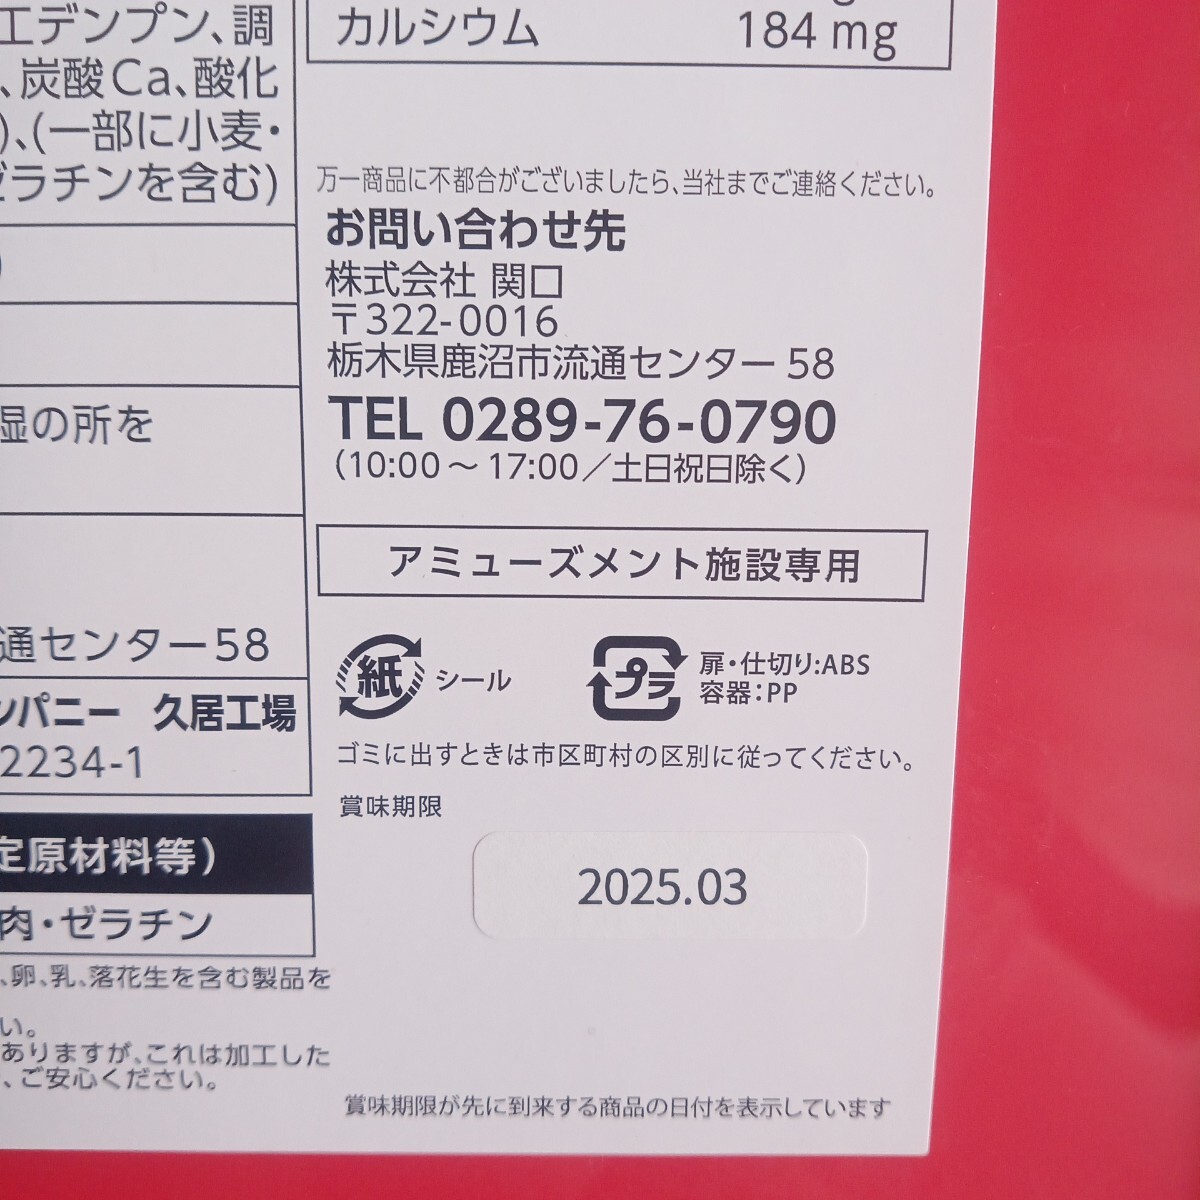 工デンプン、調
、炭酸Ca、酸化
)、(一部に小麦・
ゼラチンを含む)
)
湿の所を
通センター58
ンパニー 久居工場
2234-1
定原材料等)
肉・ゼラチン
、卵、乳、落花生を含む製品を
い。
ありますが、これは加工した
、ご安心ください。
g
カルシウム 184 mg
万一商品に不都合がございましたら、当社までご連絡ください。
お問い合わせ先
株式会社 関口
〒322-0016
栃木県鹿沼市流通センター 58
TEL 0289-76-0790
(10:00～17:00／土日祝日除く)
アミューズメント施設専用
紙 シール
プラ 扉・仕切り:ABS
容器:PP
ゴミに出すときは市区町村の区別に従ってください。
賞味期限
2025.03
賞味期限が先に到来する商品の日付を表示しています